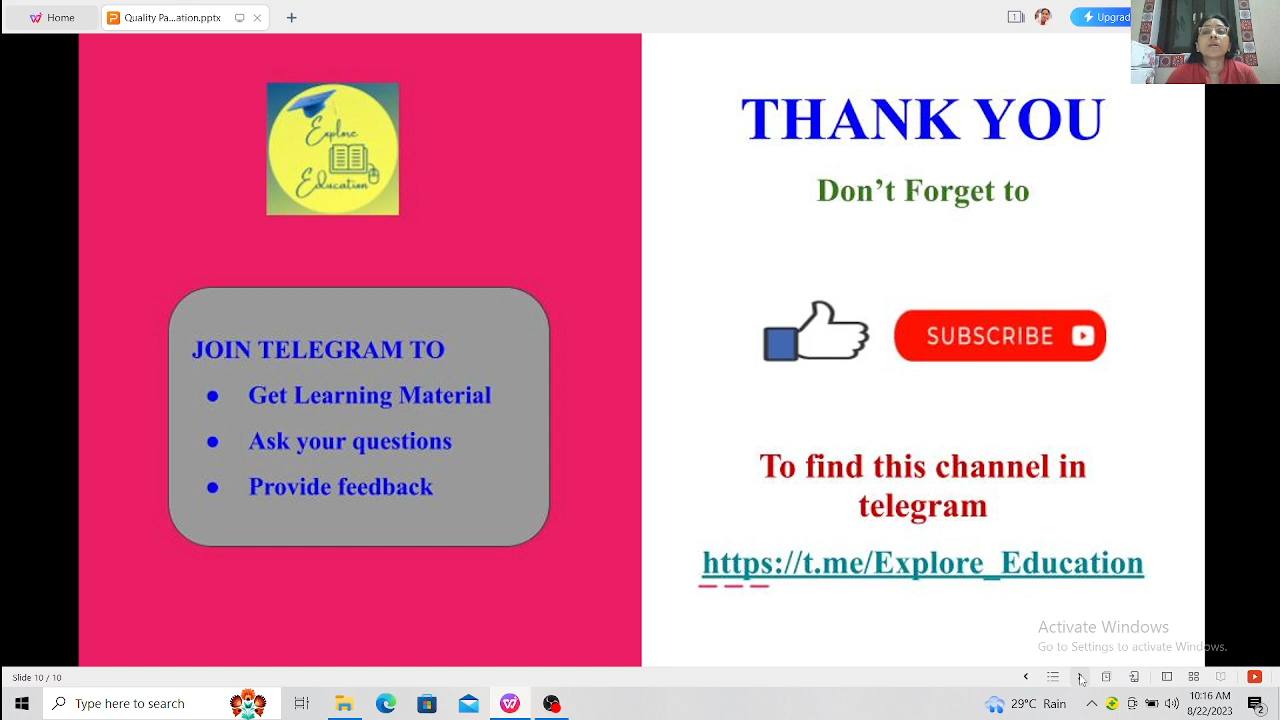 Home
Quality Pa...ation.pptx
1
Upgrad
Explore
Education
JOIN TELEGRAM TO
● Get Learning Material
● Ask your questions
● Provide feedback
THANK YOU
Don't Forget to
SUBSCRIBE
To find this channel in
telegram
https://t.me/Explore_Education
Activate Windows
Go to Settings to activate Windows.
Slide 10 / 10
Type here to search
29°C Rain showers
10:16 AM
8/22/2023